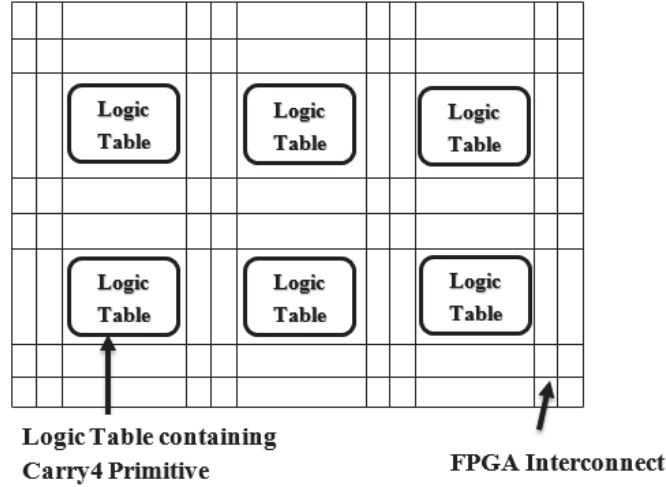 Logic
Table
Logic
Table
Logic
Table
Logic
Table
Logic
Table
Logic
Table
Logic Table containing
Carry4 Primitive
FPGA Interconnect